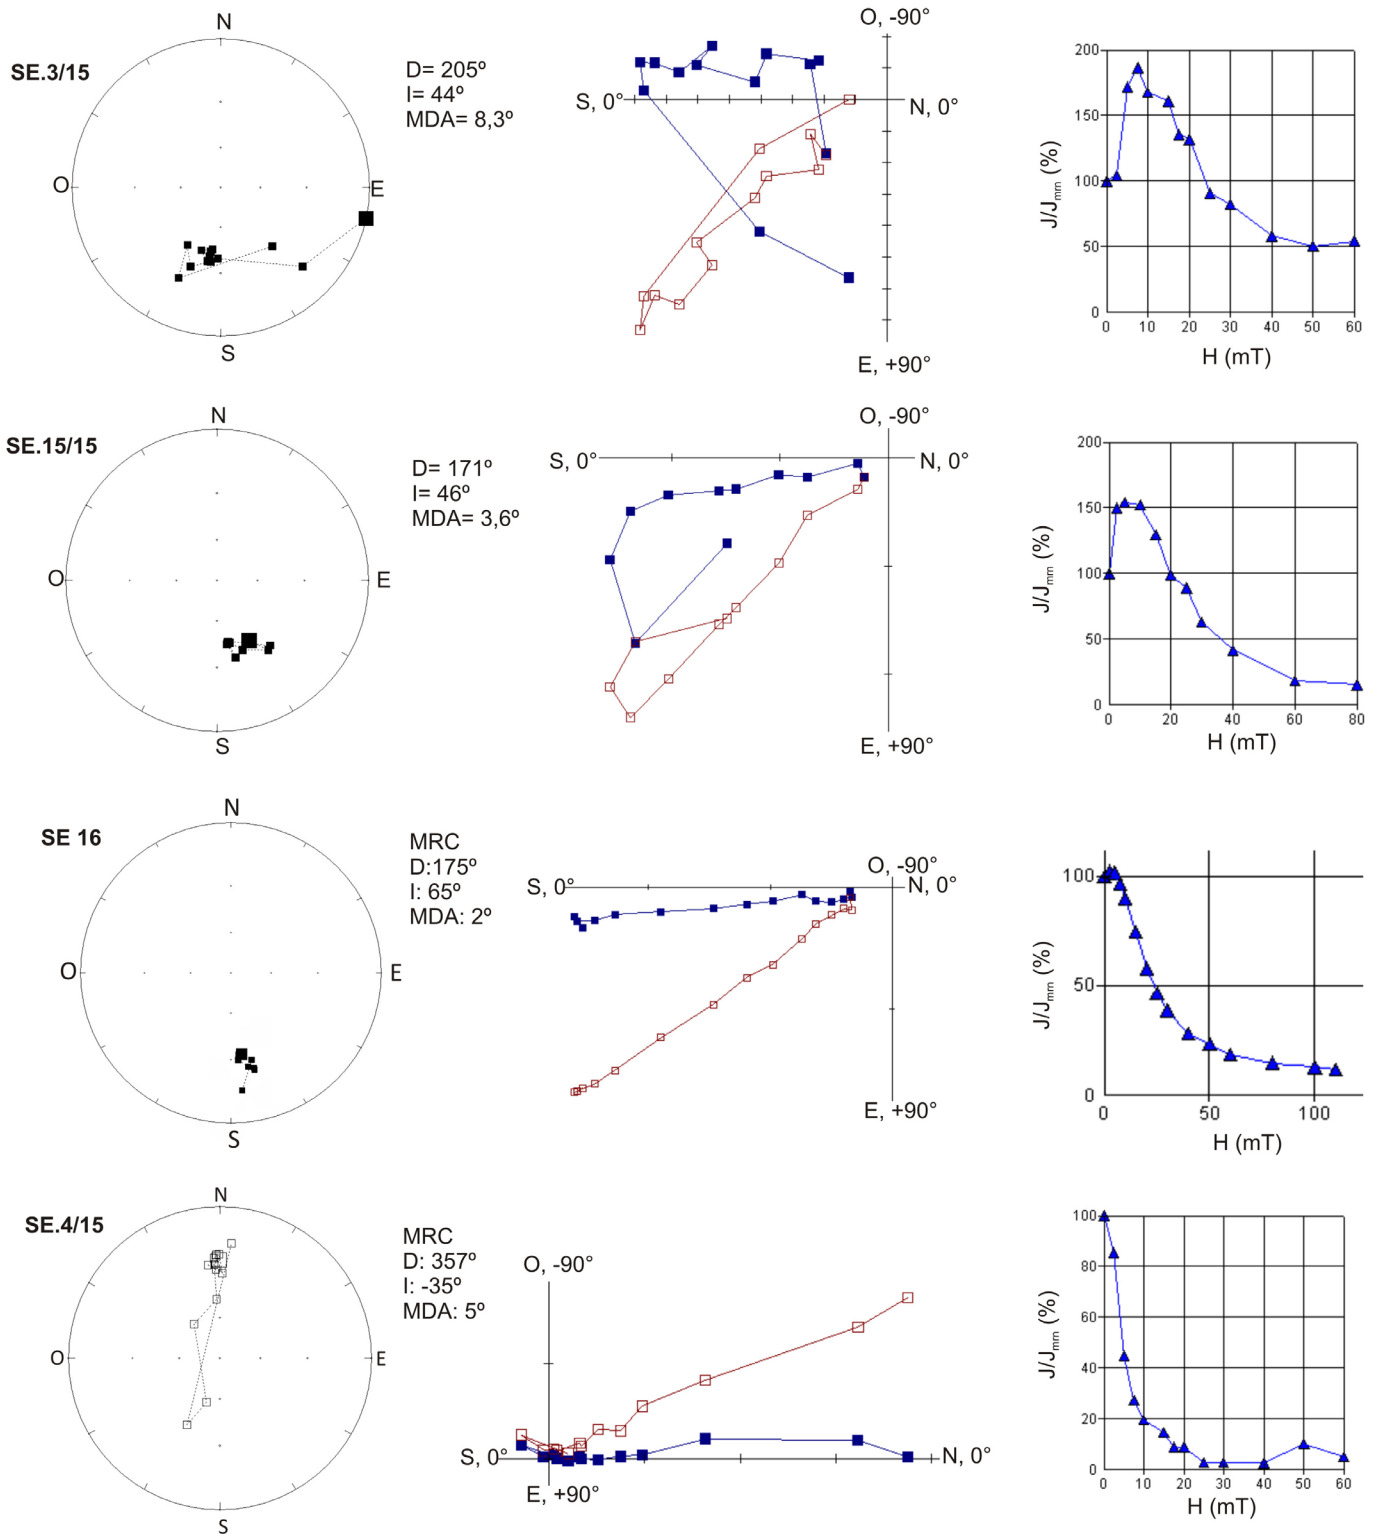 N
SE.3/15
O
E
S
D= 205º
I= 44º
MDA= 8,3º
O, -90°
S, 0°
N, 0°
E, +90°
200
150
100
50
0
J/Jmm (%)
0 10 20 30 40 50 60
H (mT)
N
SE.15/15
O
E
S
D= 171º
I= 46º
MDA= 3,6º
O, -90°
S, 0°
N, 0°
E, +90°
200
150
100
50
0
J/Jmm (%)
0 20 40 60 80
H (mT)
N
SE 16
O
E
S
MRC
D:175º
I: 65º
MDA: 2º
O, -90°
S, 0°
N, 0°
E, +90°
100
50
0
J/Jmm (%)
0 50 100
H (mT)
N
SE.4/15
O
E
S
MRC
D: 357º
I: -35º
MDA: 5º
O, -90°
S, 0°
N, 0°
E, +90°
100
80
60
40
20
0
J/Jmm (%)
0 10 20 30 40 50 60
H (mT)